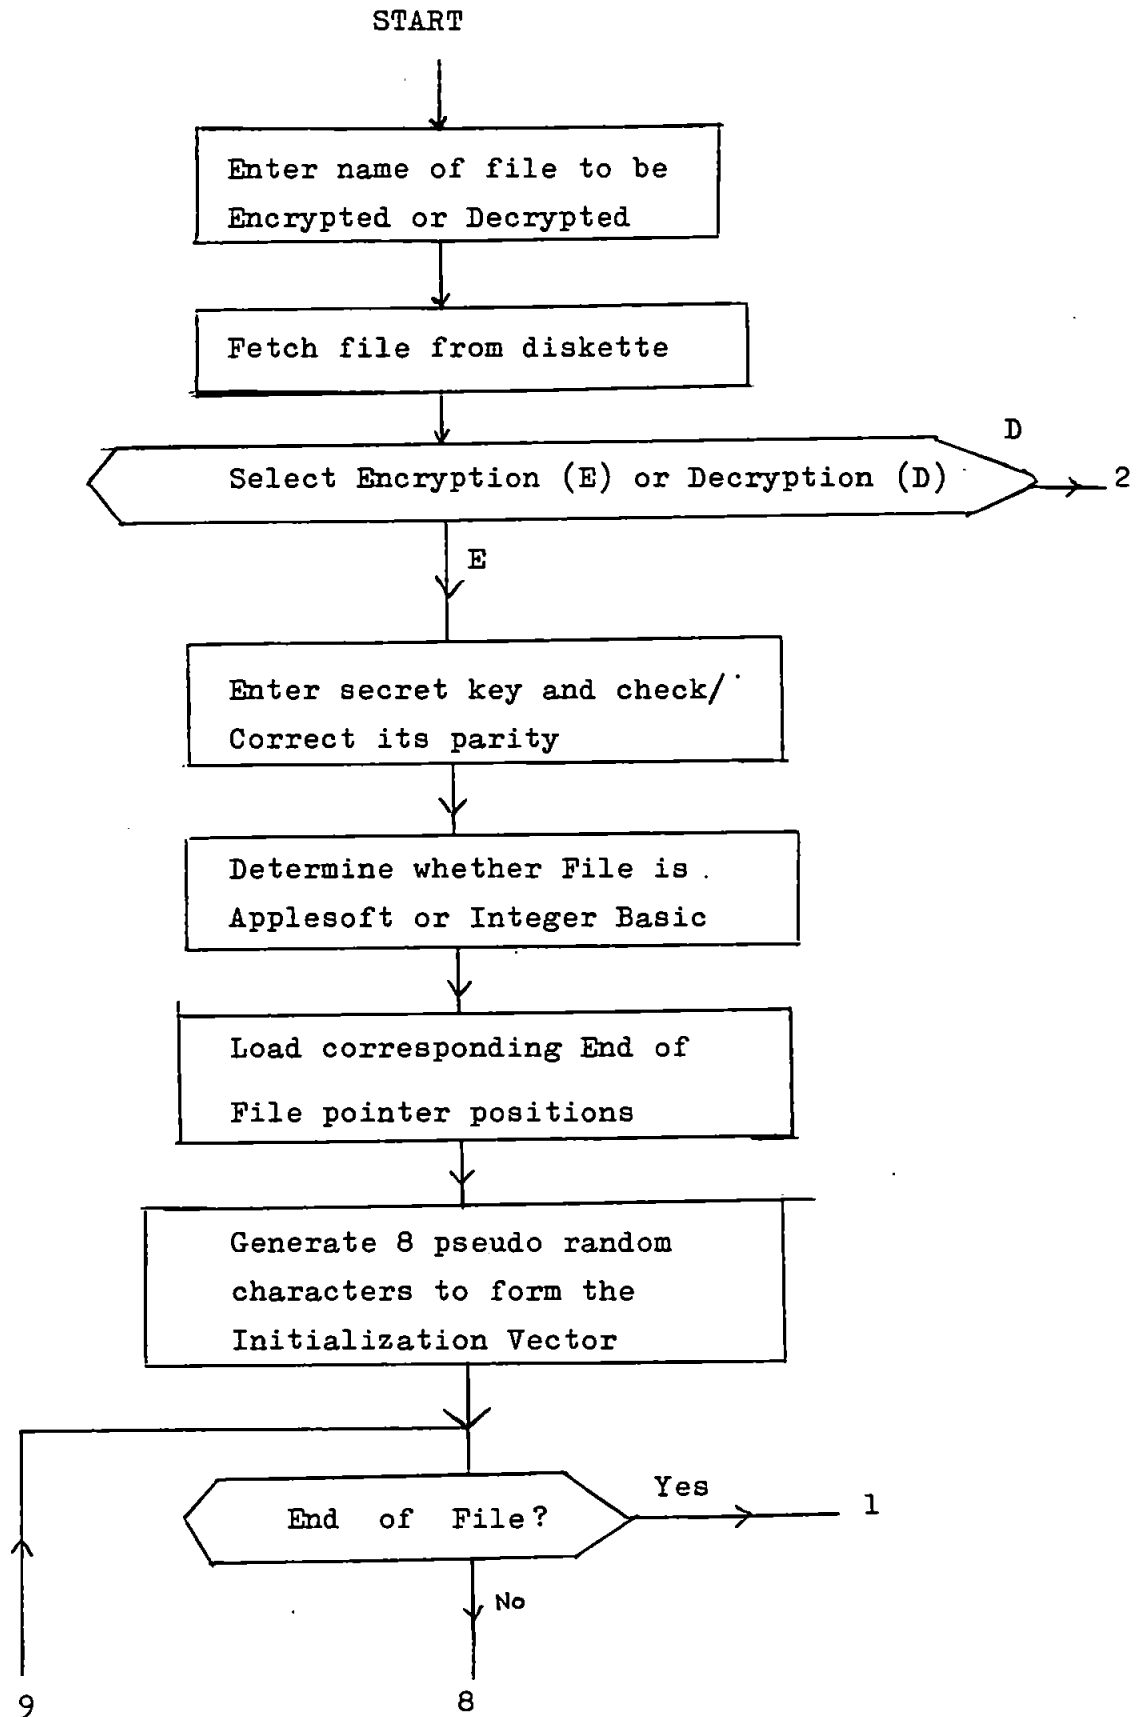 START
Enter name of file to be
Encrypted or Decrypted
Fetch file from diskette
D
Select Encryption (E) or Decryption (D)
2
E
Enter secret key and check/
Correct its parity
Determine whether File is
Applesoft or Integer Basic
Load corresponding End of
File pointer positions
Generate 8 pseudo random
characters to form the
Initialization Vector
Yes
1
End of File?
No
9
8